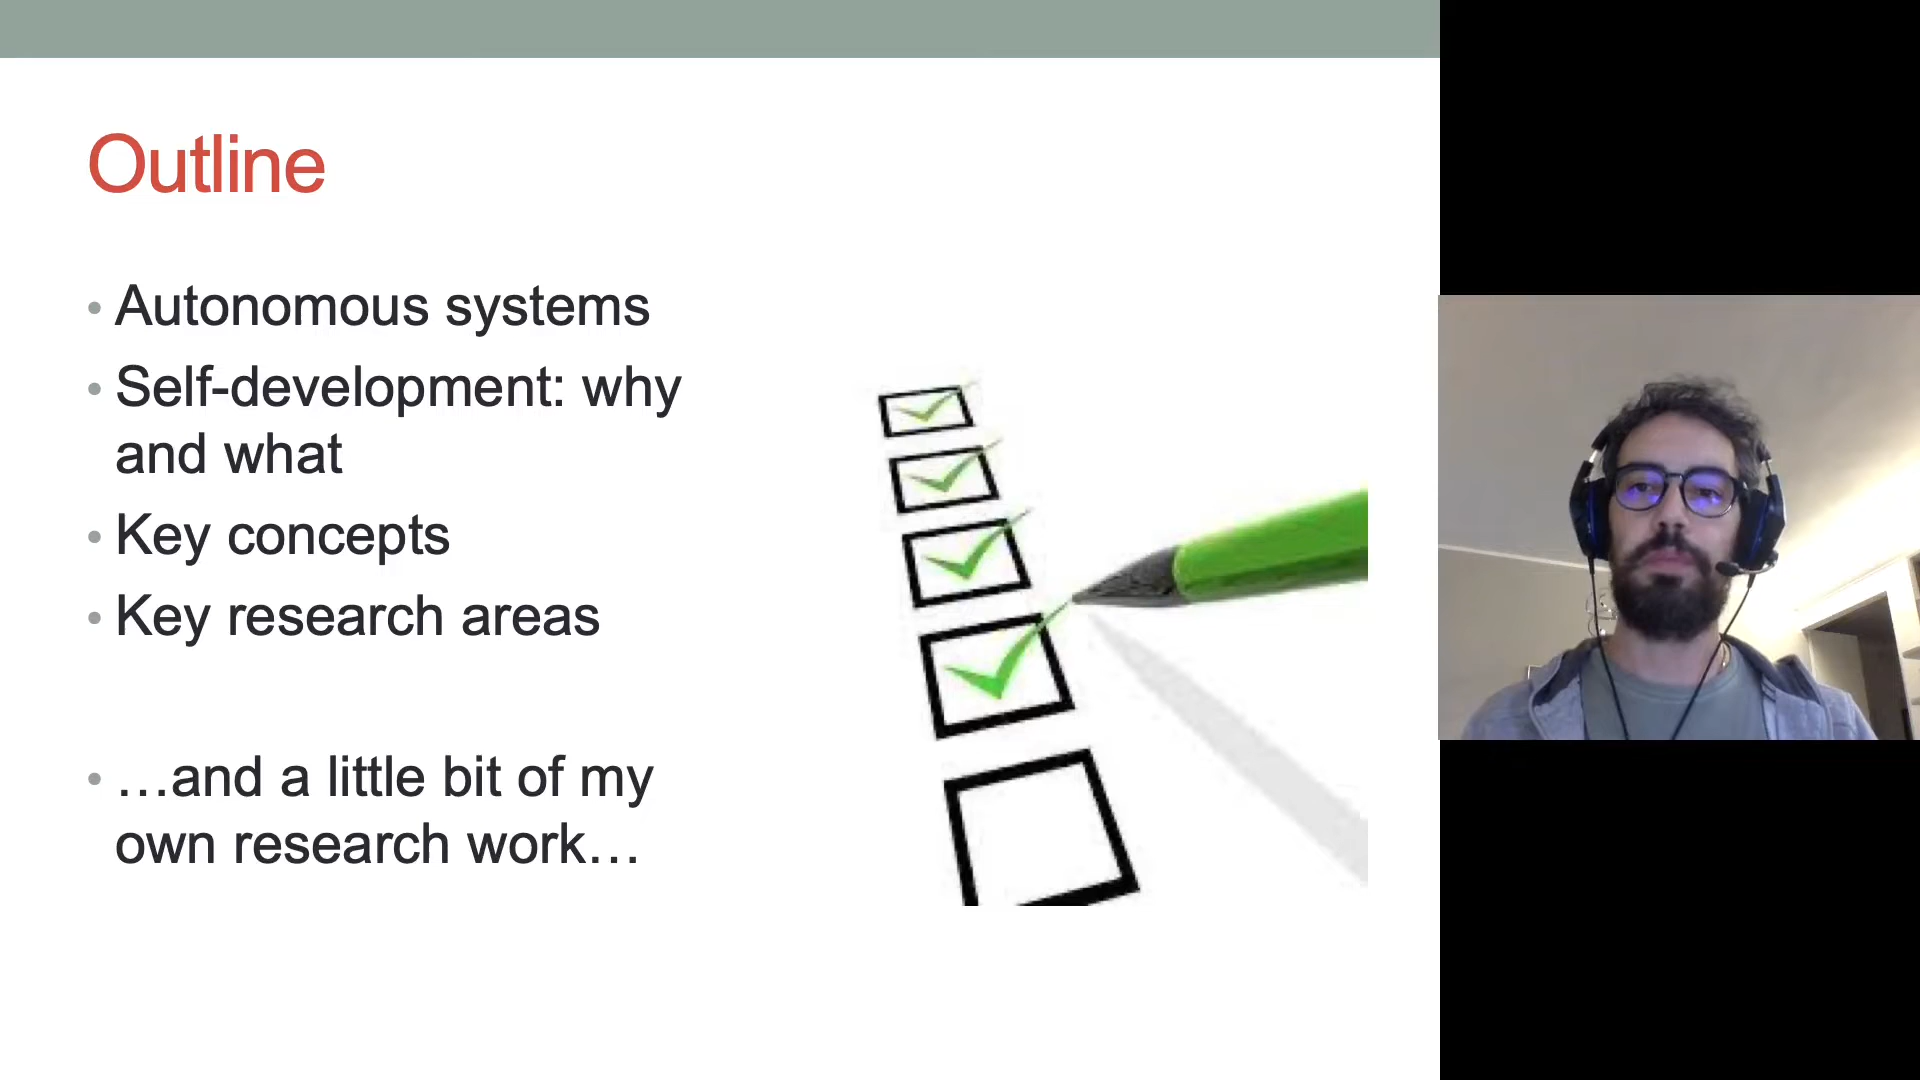 Outline
• Autonomous systems
• Self-development: why
and what
• Key concepts
• Key research areas
• …and a little bit of my
own research work…